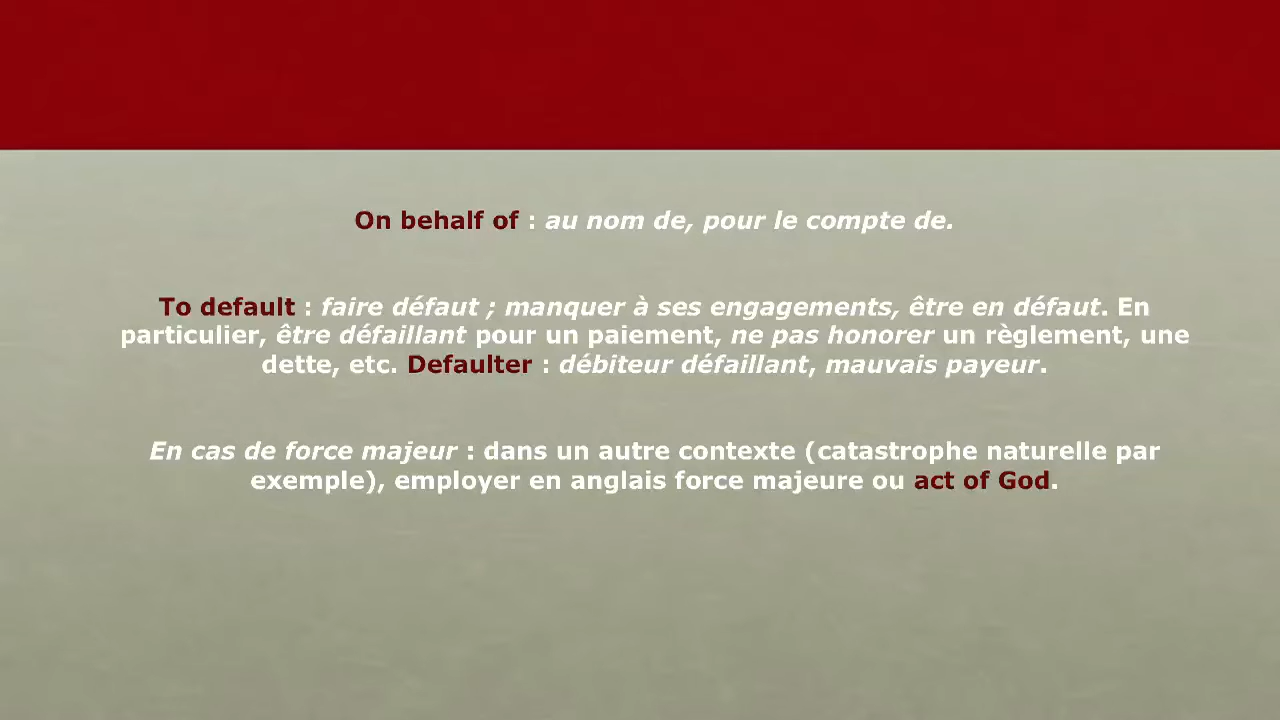 On behalf of : au nom de, pour le compte de.
To default : faire défaut ; manquer à ses engagements, être en défaut. En
particulier, être défaillant pour un paiement, ne pas honorer un règlement, une
dette, etc. Defaulter : débiteur défaillant, mauvais payeur.
En cas de force majeur : dans un autre contexte (catastrophe naturelle par
exemple), employer en anglais force majeure ou act of God.